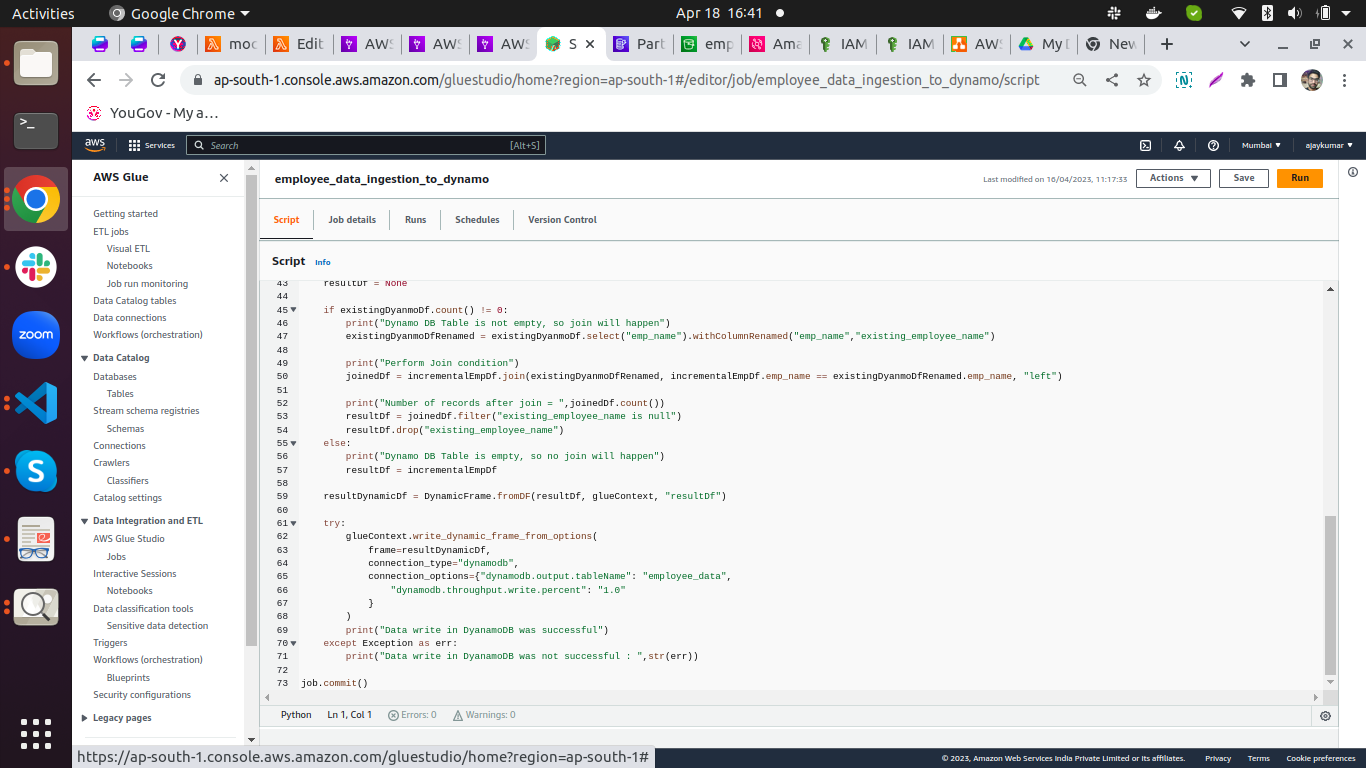 Activities
Google Chrome
Apr 18 16:41
moc
Edit
AWS
AWS
AWS
S
Part
emp
Ama
IAM
IAM
AWS
My D
New
ap-south-1.console.aws.amazon.com/gluestudio/home?region=ap-south-1#/editor/job/employee_data_ingestion_to_dynamo/script
YouGov - My a…
aws
Services
Search
[Alt+S]
Mumbai
ajaykumar
AWS Glue
Getting started
ETL jobs
Visual ETL
Notebooks
Job run monitoring
Data Catalog tables
Data connections
Workflows (orchestration)
Data Catalog
Databases
Tables
Stream schema registries
Schemas
Connections
Crawlers
Classifiers
Catalog settings
Data Integration and ETL
AWS Glue Studio
Jobs
Interactive Sessions
Notebooks
Data classification tools
Sensitive data detection
Triggers
Workflows (orchestration)
Blueprints
Security configurations
Legacy pages
zoom
employee_data_ingestion_to_dynamo
Last modified on 16/04/2023, 11:17:33
Actions
Save
Run
Script
Job details
Runs
Schedules
Version Control
Script Info
43 resultDf = None
44
45 if existingDyanmoDf.count() != 0:
46 print("Dynamo DB Table is not empty, so join will happen")
47 existingDyanmoDfRenamed = existingDyanmoDf.select("emp_name").withColumnRenamed("emp_name","existing_employee_name")
48
49 print("Perform Join condition")
50 joinedDf = incrementalEmpDf.join(existingDyanmoDfRenamed, incrementalEmpDf.emp_name == existingDyanmoDfRenamed.emp_name, "left")
51
52 print("Number of records after join = ",joinedDf.count())
53 resultDf = joinedDf.filter("existing_employee_name is null")
54 resultDf.drop("existing_employee_name")
55 else:
56 print("Dynamo DB Table is empty, so no join will happen")
57 resultDf = incrementalEmpDf
58
59 resultDynamicDf = DynamicFrame.fromDF(resultDf, glueContext, "resultDf")
60
61 try:
62 glueContext.write_dynamic_frame_from_options(
63 frame=resultDynamicDf,
64 connection_type="dynamodb",
65 connection_options={"dynamodb.output.tableName": "employee_data",
66 "dynamodb.throughput.write.percent": "1.0"
67 }
68 )
69 print("Data write in DyanamoDB was successful")
70 except Exception as err:
71 print("Data write in DyanamoDB was not successful : ",str(err))
72
73 job.commit()
Python Ln 1, Col 1 Errors: 0 Warnings: 0
https://ap-south-1.console.aws.amazon.com/gluestudio/home?region=ap-south-1#
© 2023, Amazon Web Services India Private Limited or its affiliates. Privacy Terms Cookie preferences